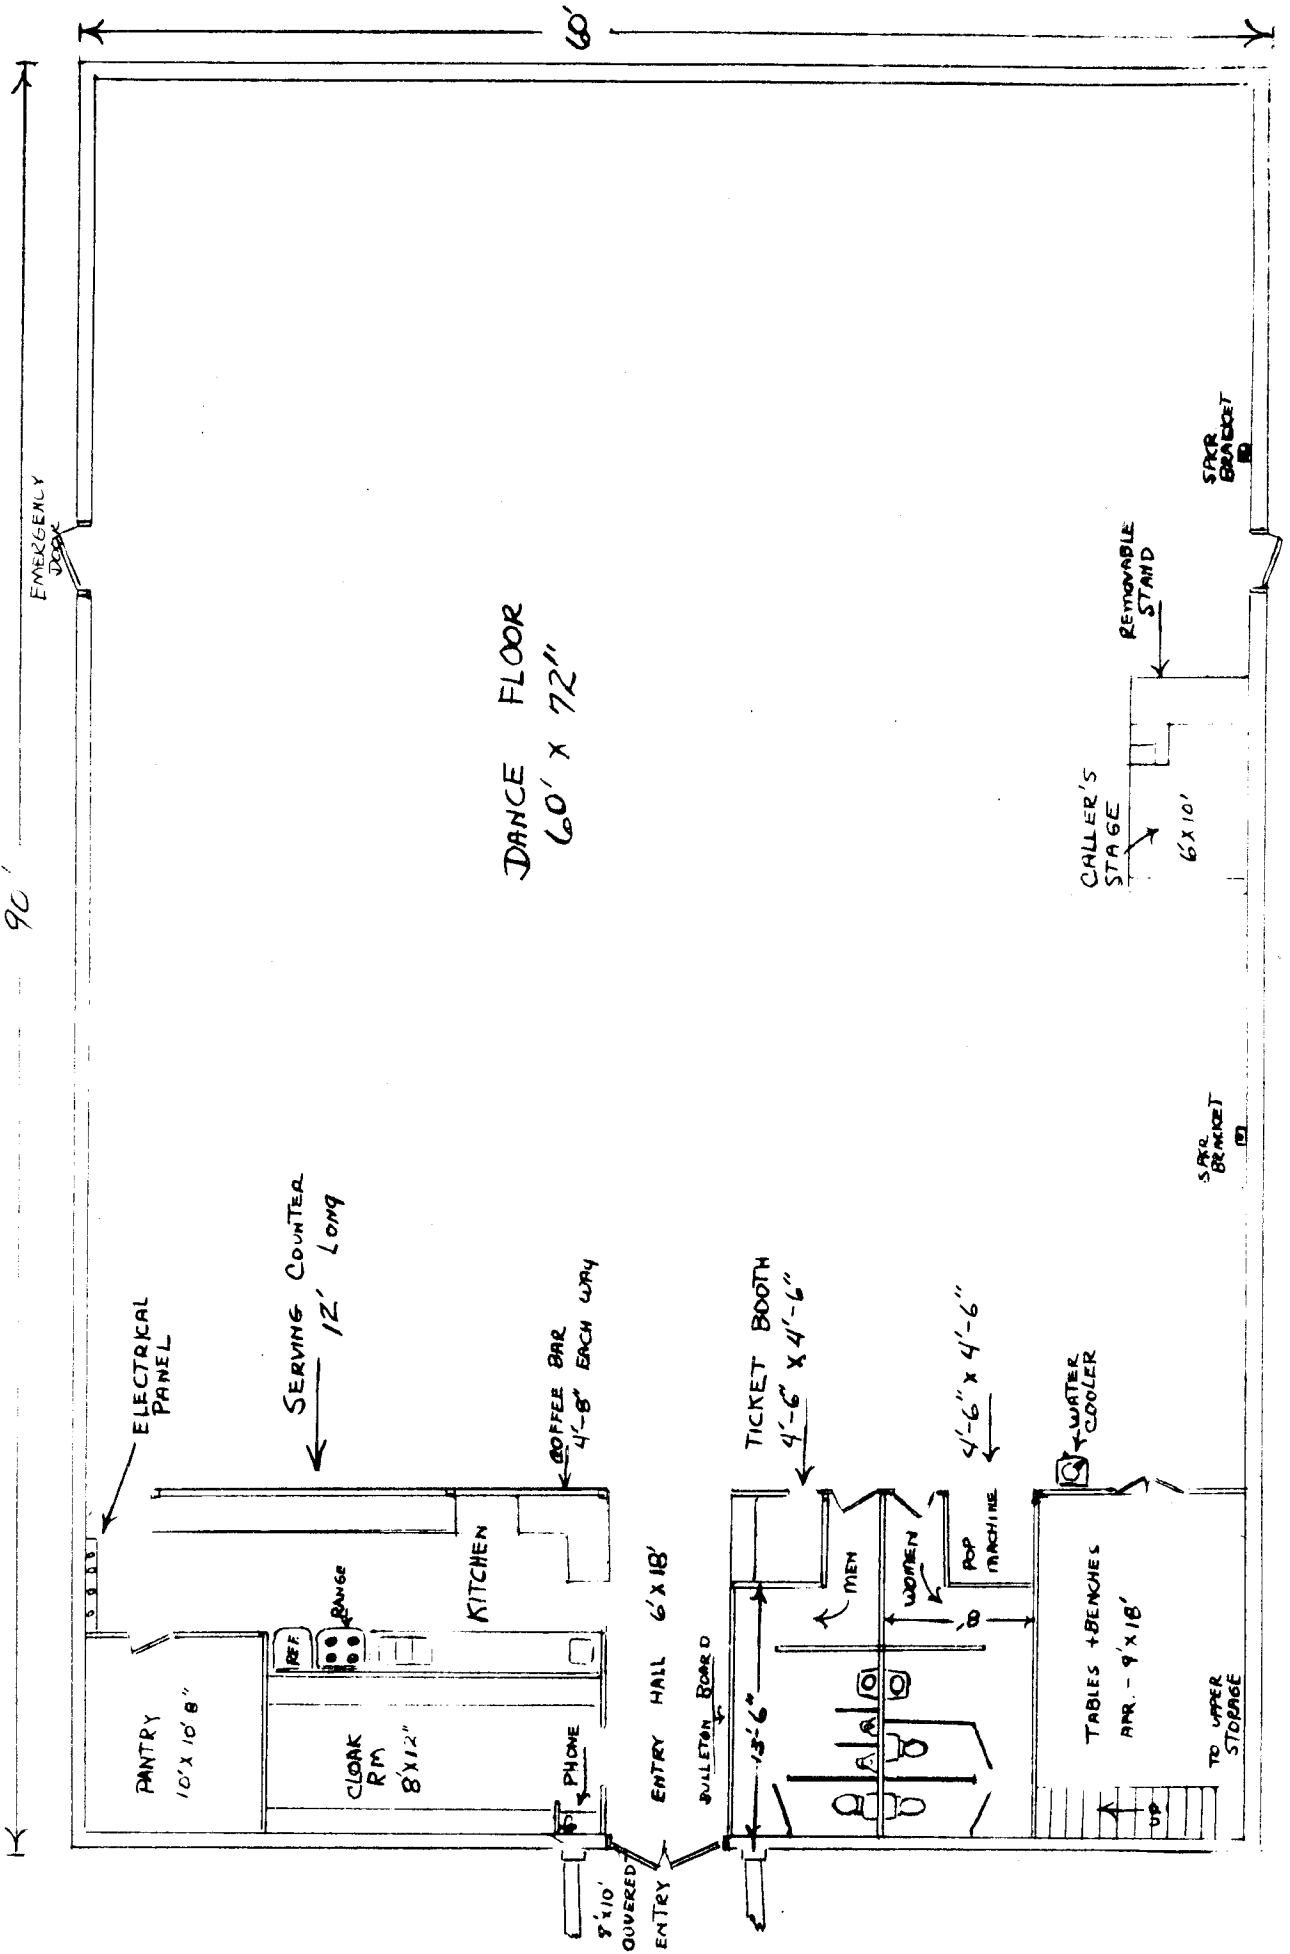 90'
60'
EMERGENCY
DOOR
DANCE FLOOR
60' x 72"
ELECTRICAL
PANEL
SERVING COUNTER
12' LONG
COFFEE BAR
4'-8" EACH WAY
TICKET BOOTH
4'-6" x 4'-6"
4'-6" x 4'-6"
WATER
COOLER
SPKR
BRACKET
CALLER'S
STAGE
6'X10'
REMOVABLE
STAND
SPKR
BRACKET
PANTRY
10' X 10' 8"
REF.
RANGE
KITCHEN
CLOAK
RM
8'X12"
PHONE
ENTRY HALL 6'X18'
BULLETON BOARD
13'-6"
MEN
WOMEN
8'
POP
MACHINE
TABLES + BENCHES
APR. - 9'X18'
TO UPPER
STORAGE
UP
8'x10'
COVERED
ENTRY